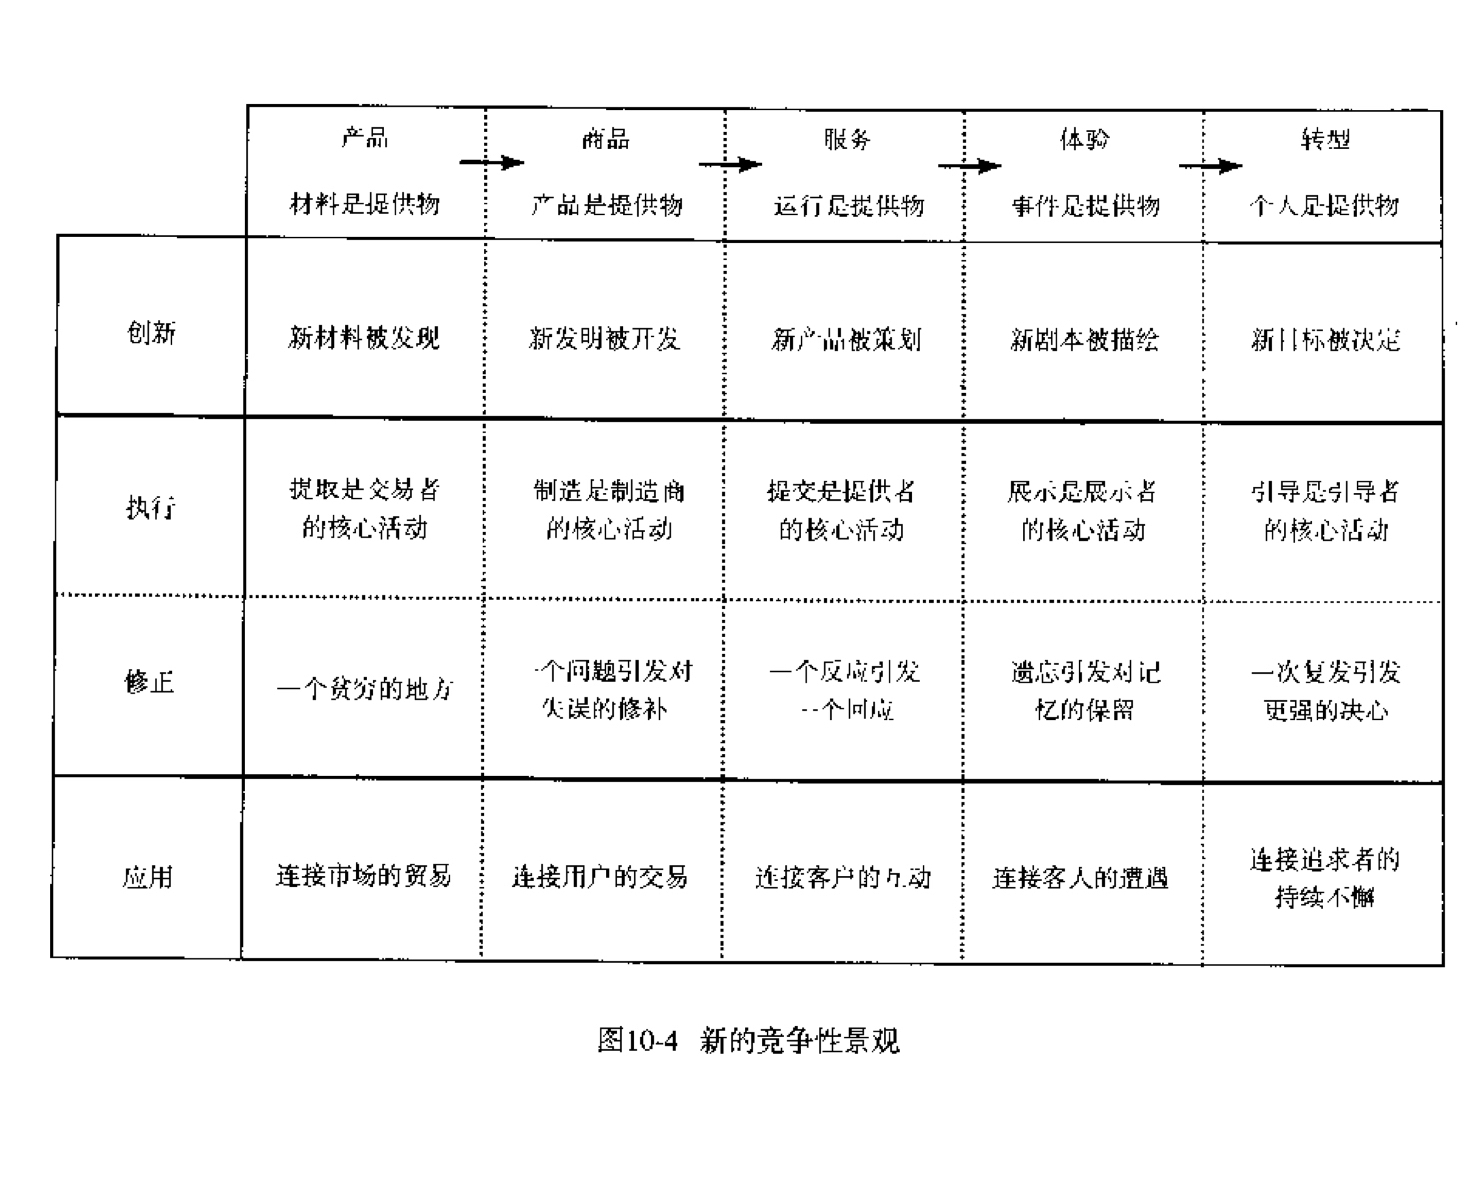 产品 商品 服务 体验 转型
材料是提供物 产品是提供物 运行是提供物 事件是提供物 个人是提供物
创新 新材料被发现 新发明被开发 新产品被策划 新剧本被描绘 新目标被决定
执行 提取是交易者 制造是制造商 提交是提供者 展示是展示者 引导是引导者
的核心活动 的核心活动 的核心活动 的核心活动 的核心活动
修正 一个贫穷的地方 一个问题引发对 一个反应引发 遗忘引发对记 一次复发引发
失误的修补 一个回应 忆的保留 更强的决心
应用 连接市场的贸易 连接用户的交易 连接客户的互动 连接客人的遭遇 连接追求者的
持续不懈
图10-4 新的竞争性景观